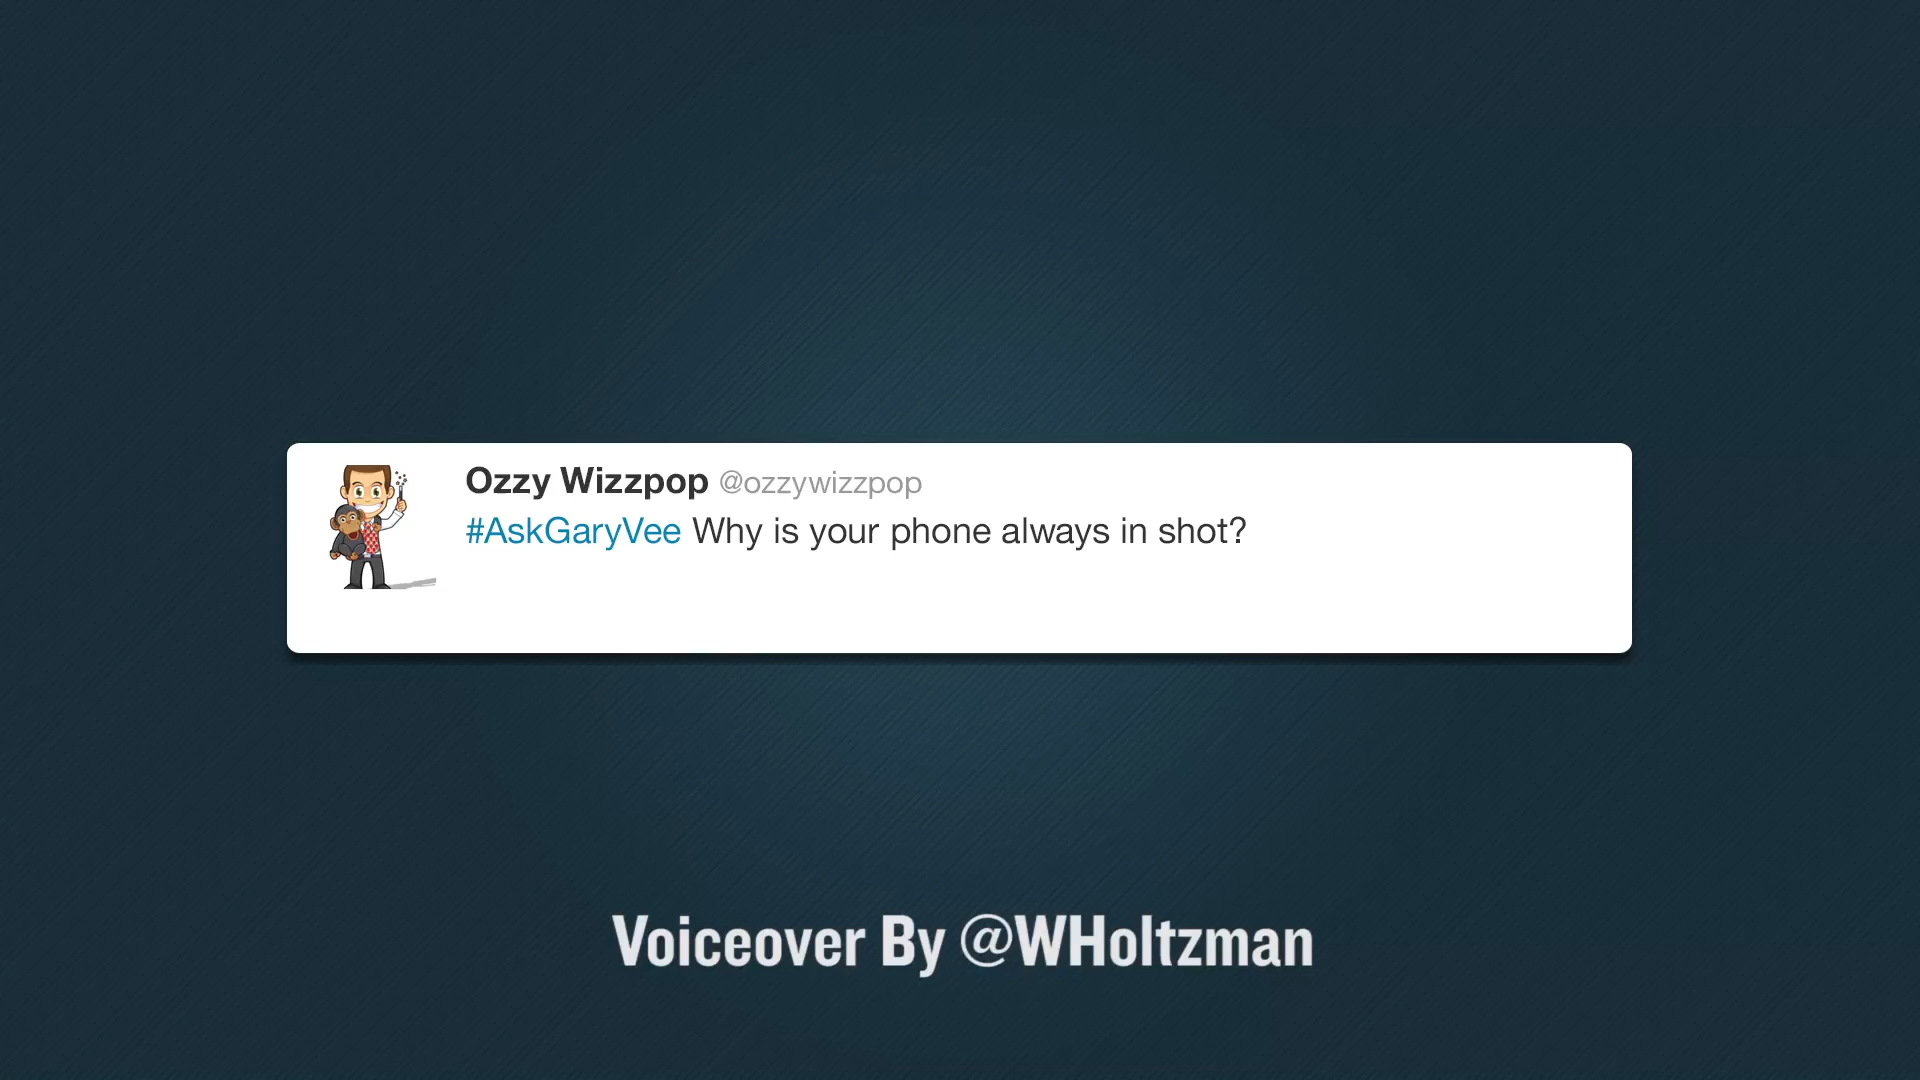 Ozzy Wizzpop @ozzywizzpop
#AskGaryVee Why is your phone always in shot?
Voiceover By @WHoltzman